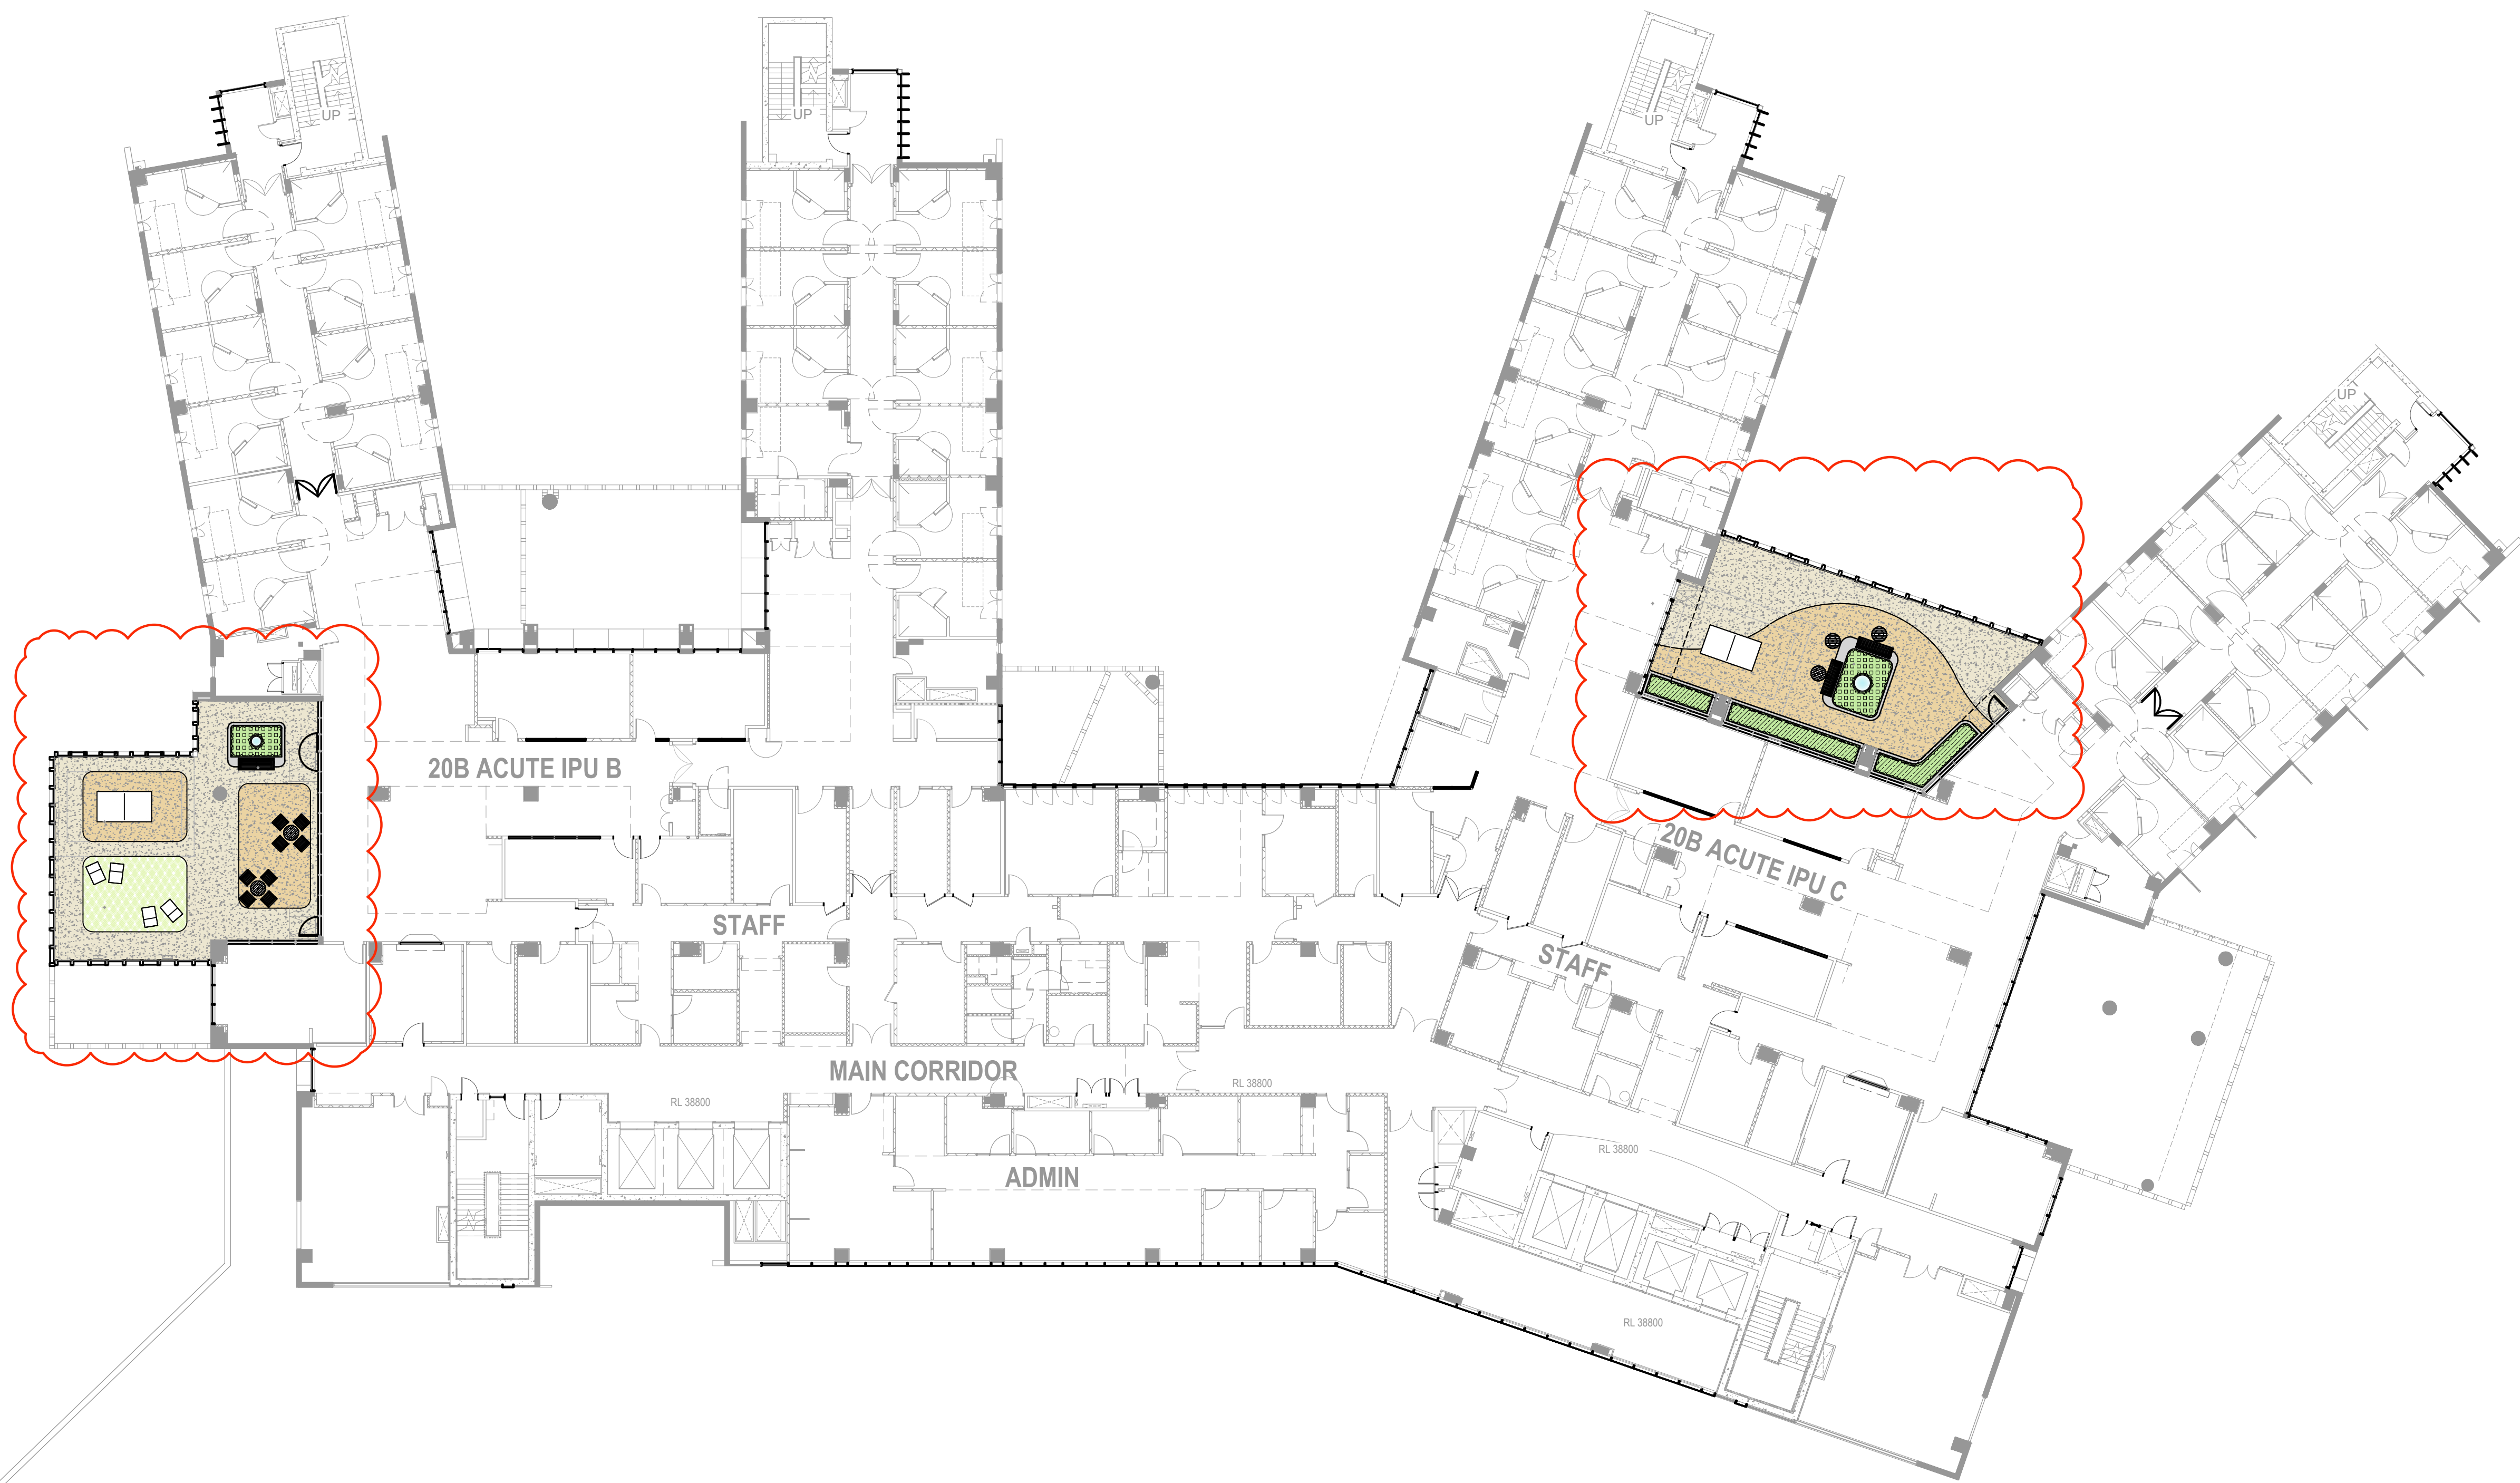 UP
UP
UP
UP
20B ACUTE IPU B
20B ACUTE IPU C
STAFF
STAFF
MAIN CORRIDOR
RL 38800
RL 38800
RL 38800
ADMIN
RL 38800